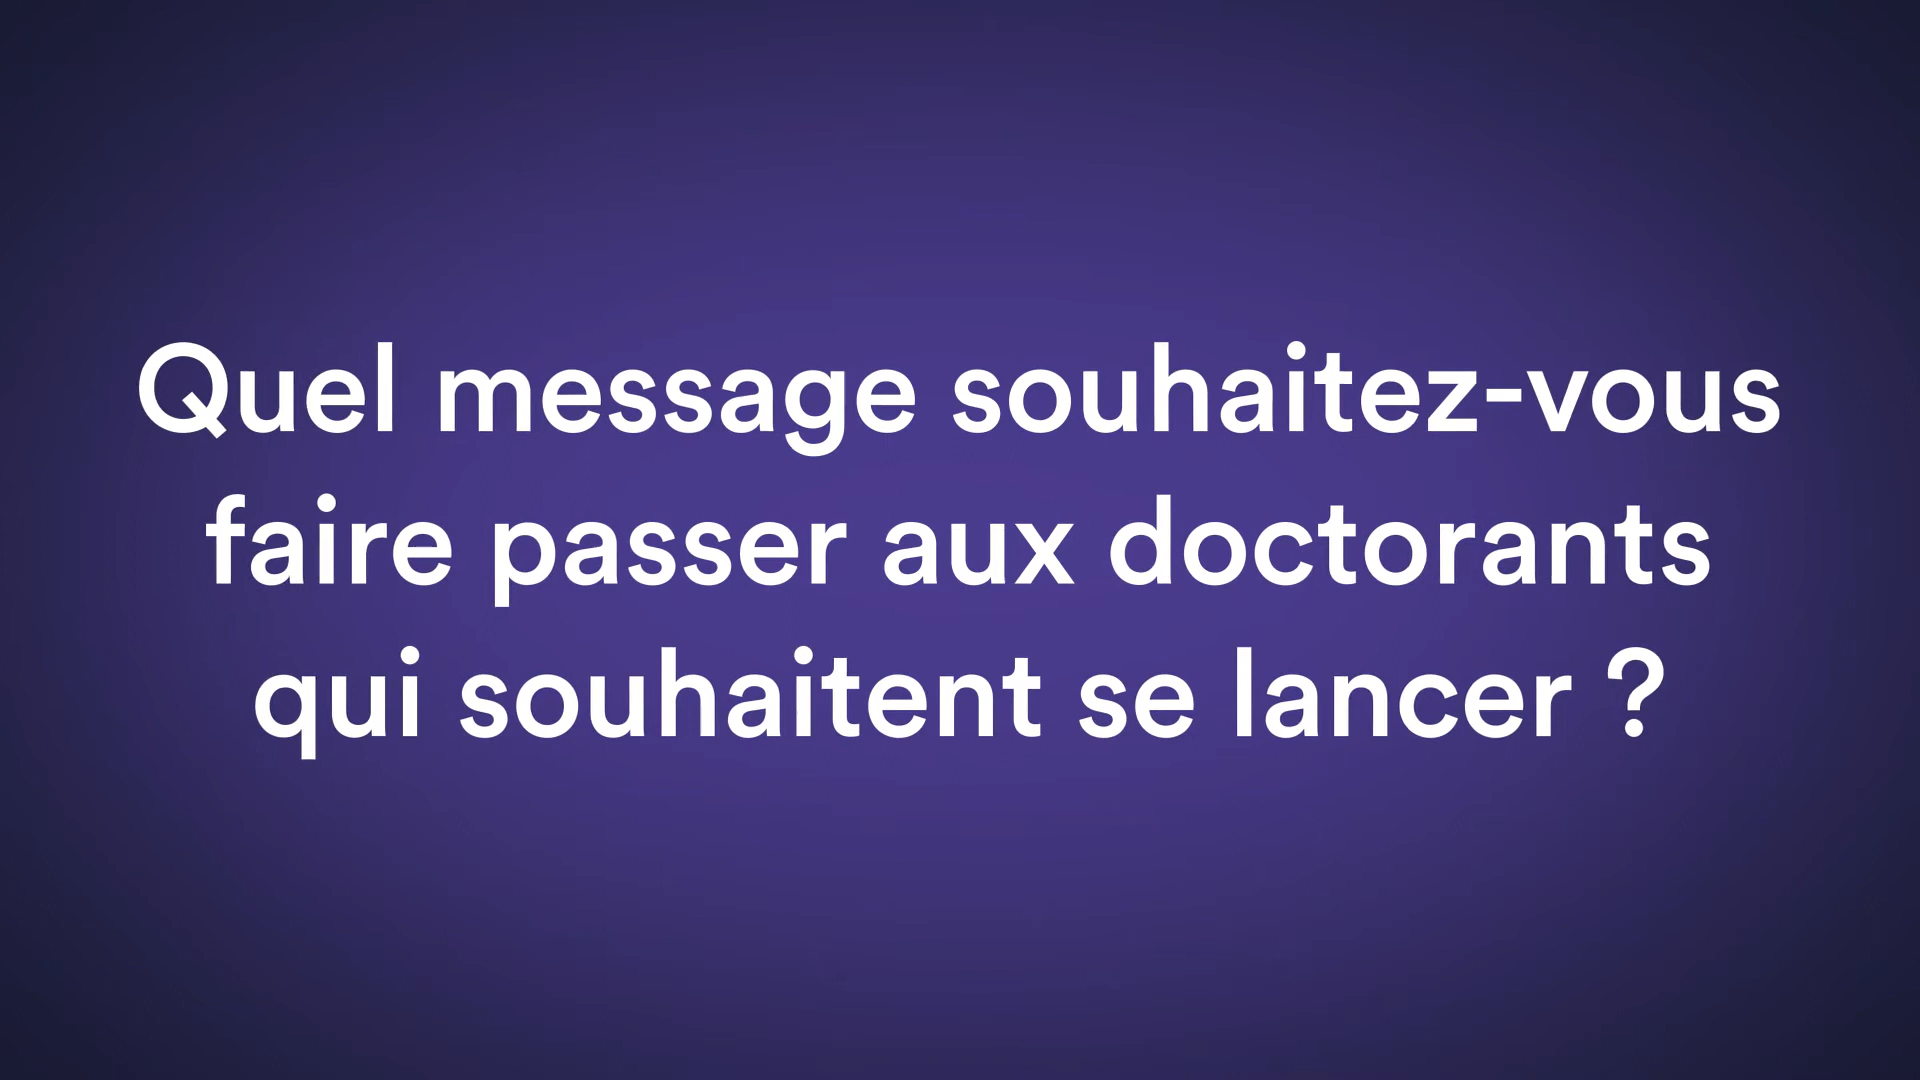 Quel message souhaitez-vous
faire passer aux doctorants
qui souhaitent se lancer ?